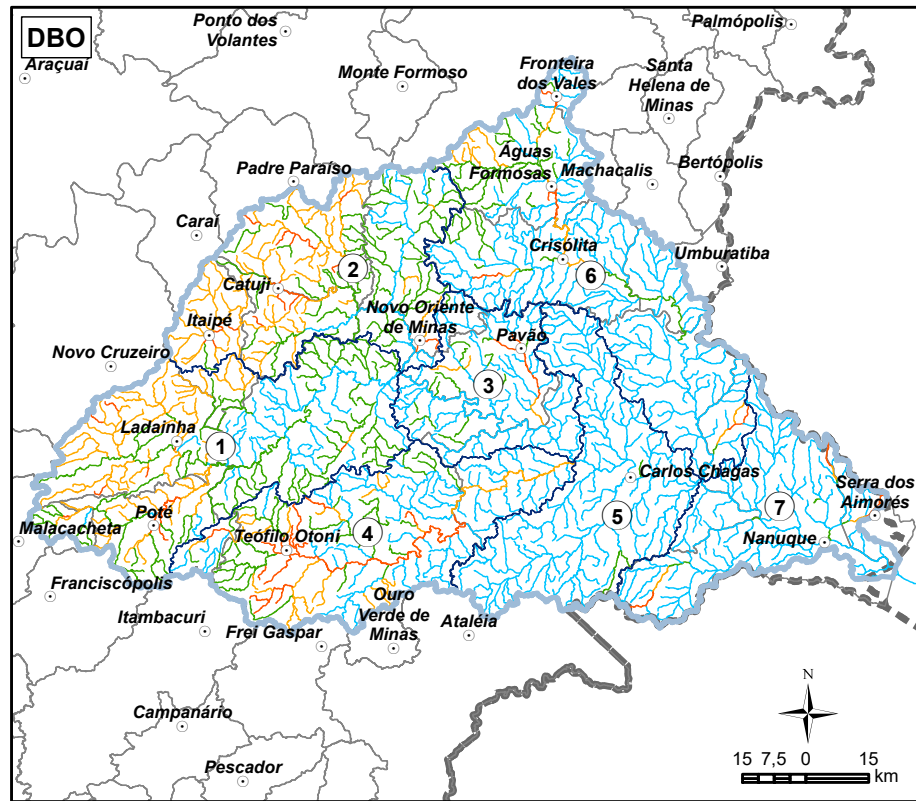 DBO
Ponto dos
Volantes
Palmópolis
Araçuaí
Monte Formoso
Fronteira
dos Vales
Santa
Helena de
Minas
Águas
Formosas
Machacalis
Bertópolis
Padre Paraíso
Caraí
Crisólita
Umburatiba
2
6
Catuji
Itaipé
Novo Oriente
de Minas
Pavão
Novo Cruzeiro
3
Ladainha
1
Carlos Chagas
Serra dos
Aimorés
Malacacheta
Poté
Teófilo Otoni
4
5
7
Nanuque
Franciscópolis
Itambacuri
Frei Gaspar
Ouro
Verde de
Minas
Ataléia
Campanário
Pescador
N
15 7,5 0 15
km